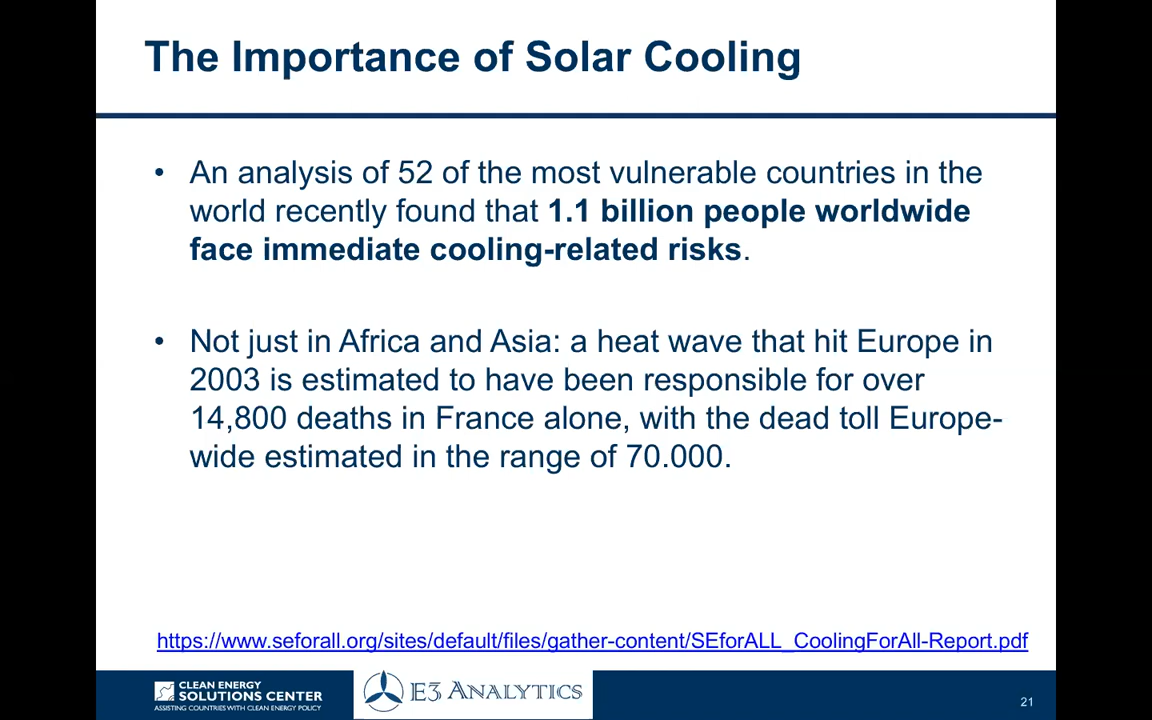 The Importance of Solar Cooling
• An analysis of 52 of the most vulnerable countries in the
world recently found that 1.1 billion people worldwide
face immediate cooling-related risks.
• Not just in Africa and Asia: a heat wave that hit Europe in
2003 is estimated to have been responsible for over
14,800 deaths in France alone, with the dead toll Europe-
wide estimated in the range of 70.000.
https://www.seforall.org/sites/default/files/gather-content/SEforALL_CoolingForAll-Report.pdf
CLEAN ENERGY
SOLUTIONS CENTER
ASSISTING COUNTRIES WITH CLEAN ENERGY POLICY
E3 ANALYTICS
21